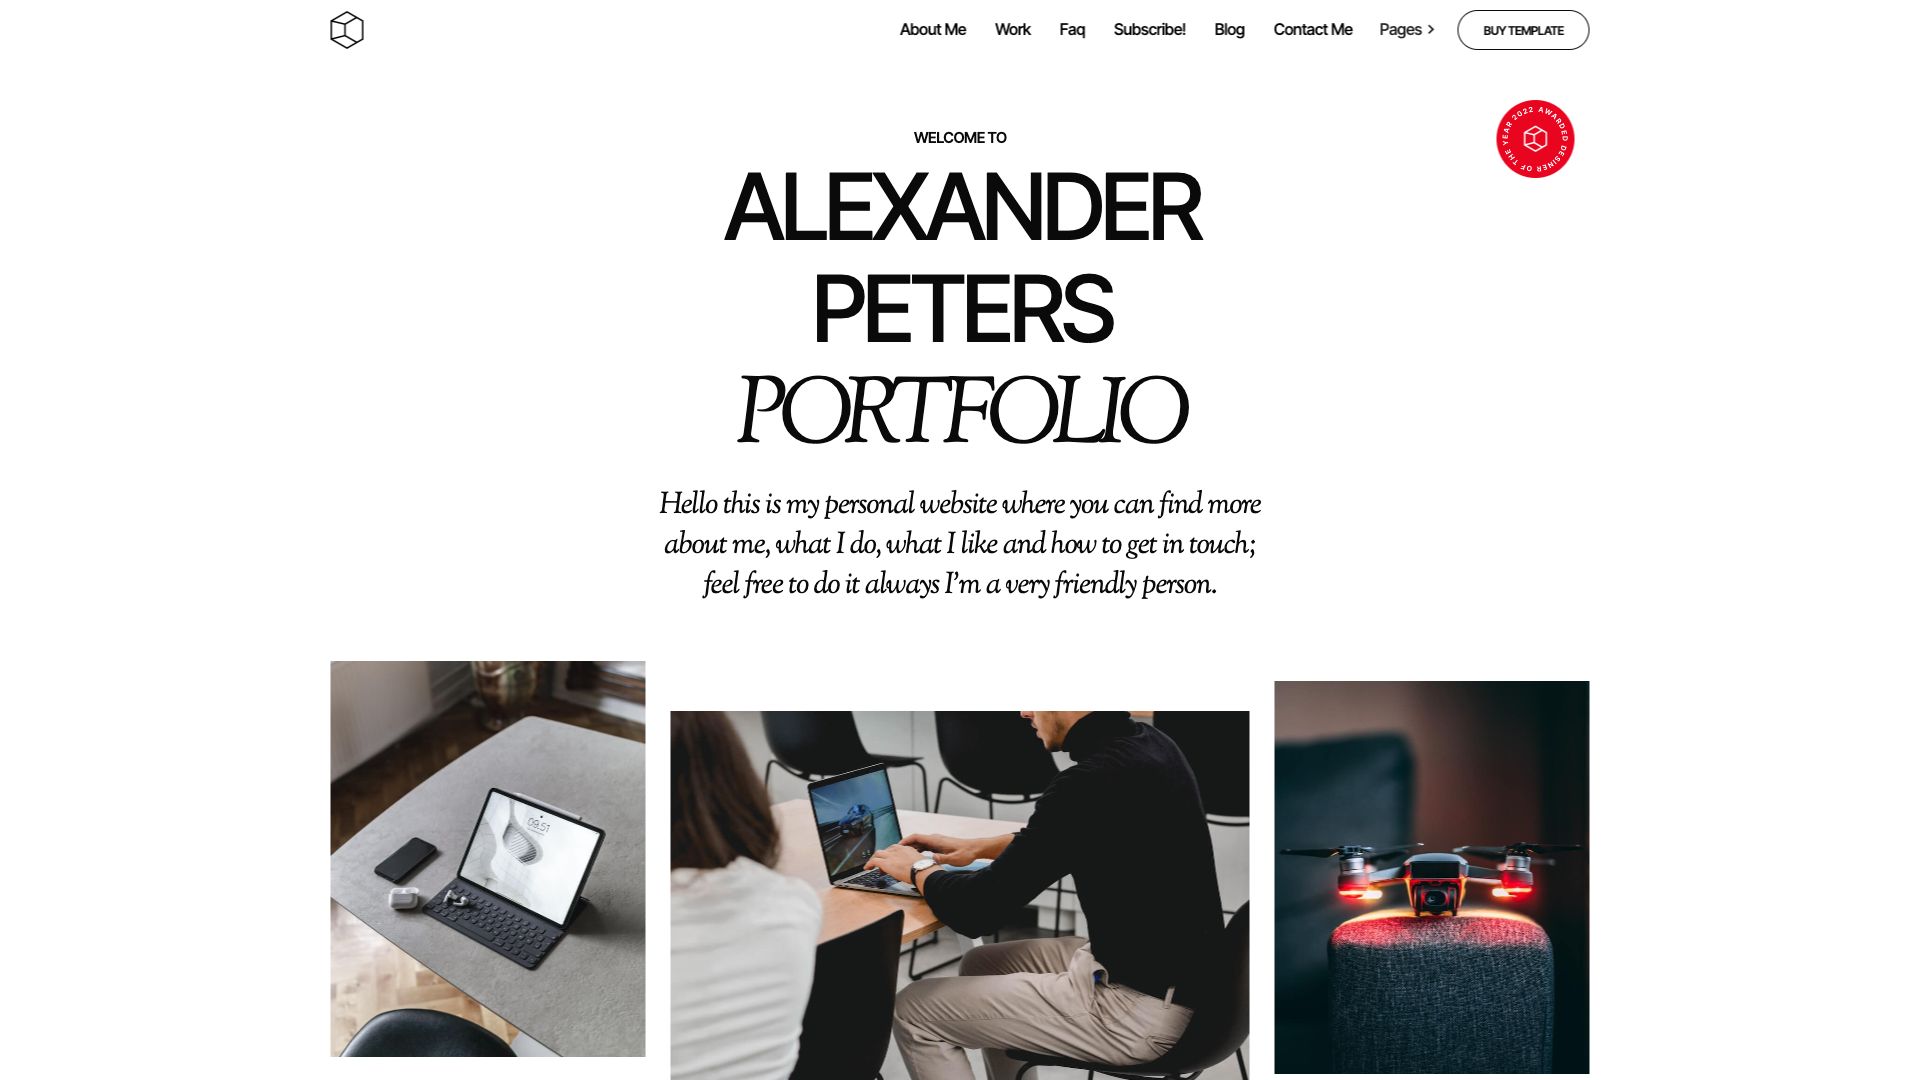 About Me Work Faq Subscribe! Blog Contact Me Pages BUY TEMPLATE
AWARDED DESINER OF THE YEAR 2022
WELCOME TO
ALEXANDER
PETERS
PORTFOLIO
Hello this is my personal website where you can find more
about me, what I do, what I like and how to get in touch;
feel free to do it always I’m a very friendly person.
09:51